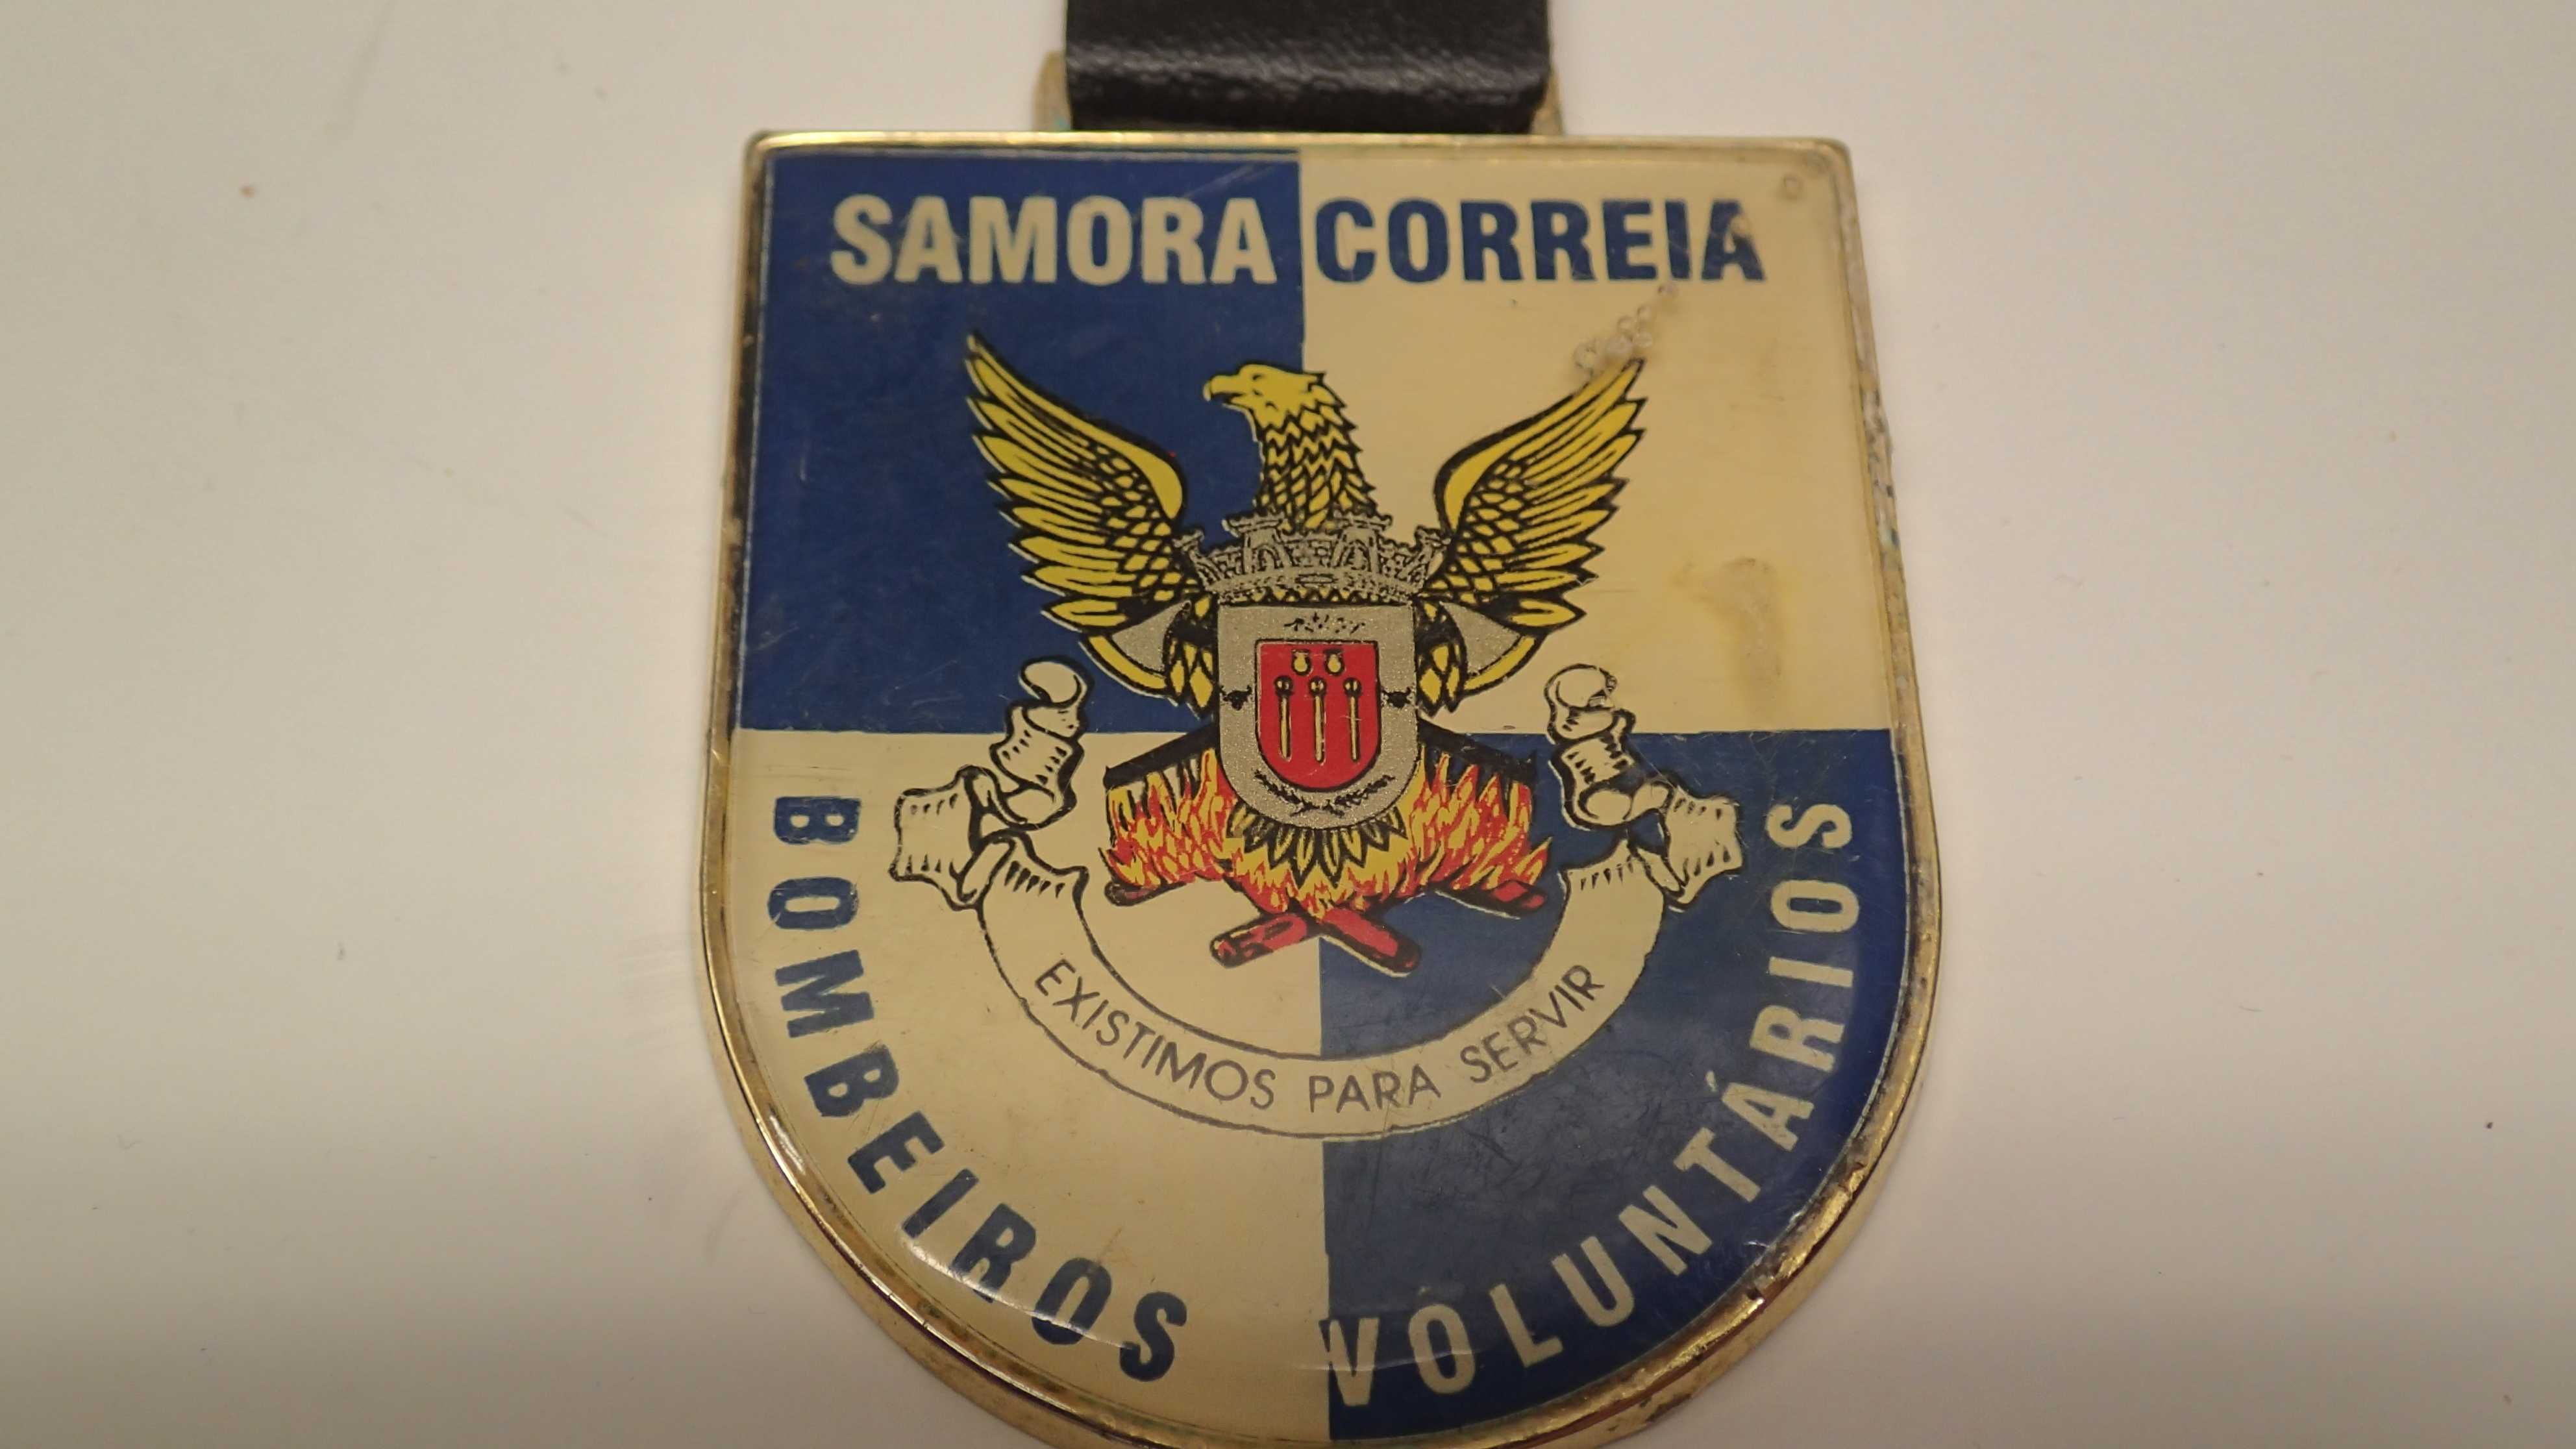 SAMORA CORREIA
EXISTIMOS PARA SERVIR
BOMBEIROS VOLUNTÁRIOS